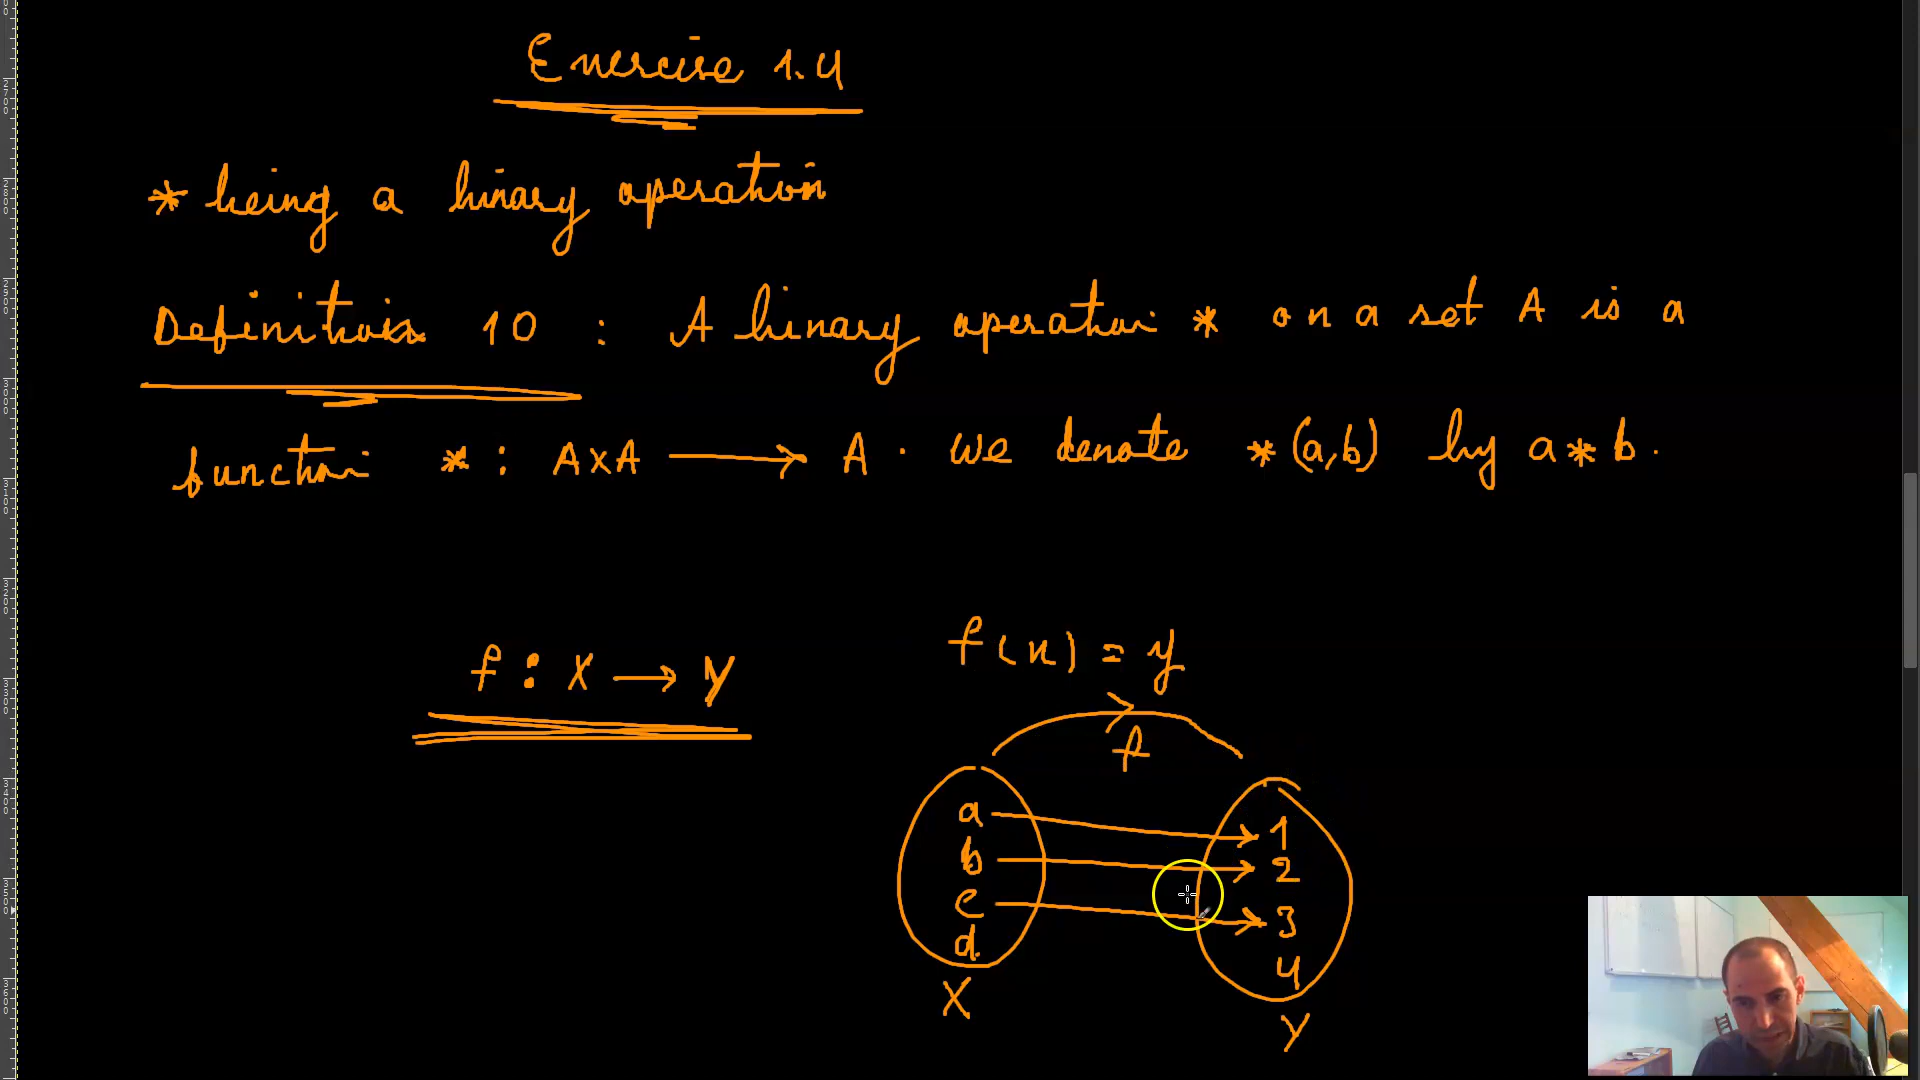 Exercise 1.4
* being a binary operation
Definition 10 : A binary operation * on a set A is a
function * : A×A ⟶ A . We denote *(a,b) by a*b.
f : X ⟶ Y
f(x) = y
f
a
b
c
d
X
1
2
3
4
Y